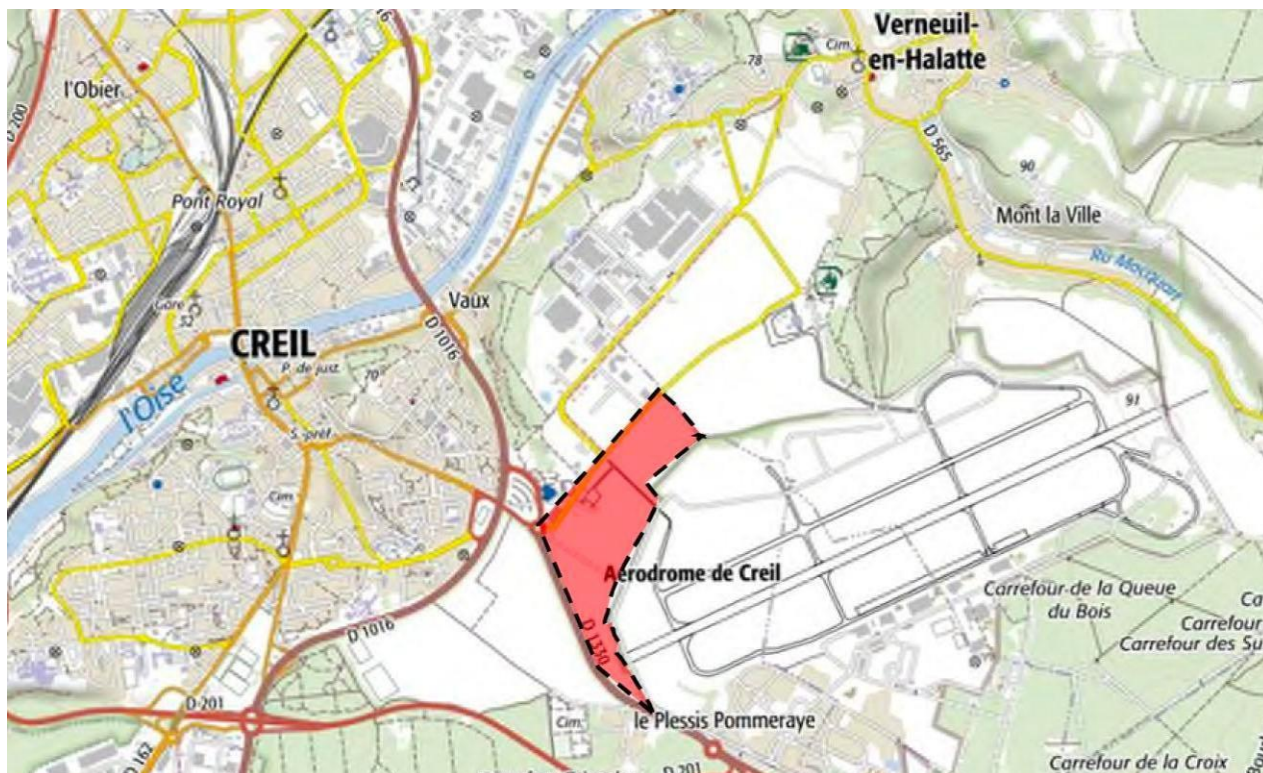 Verneuil-
en-Halatte
Cim.
78
l'Obier
D 200
D 565
90
Pont Royal
Mont la Ville
Ru Macquart
Gare
32
Vaux
CREIL
D 1016
P. de just.
70
l'Oise
91
S.-préf.
Cim.
Aérodrome de Creil
Carrefour de la Queue
du Bois
Ca
Carrefour
Carrefour des Su
D 1016
D 1330
D 201
le Plessis Pommeraye
Cim.
D 162
D 201
Carrefour de la Croix